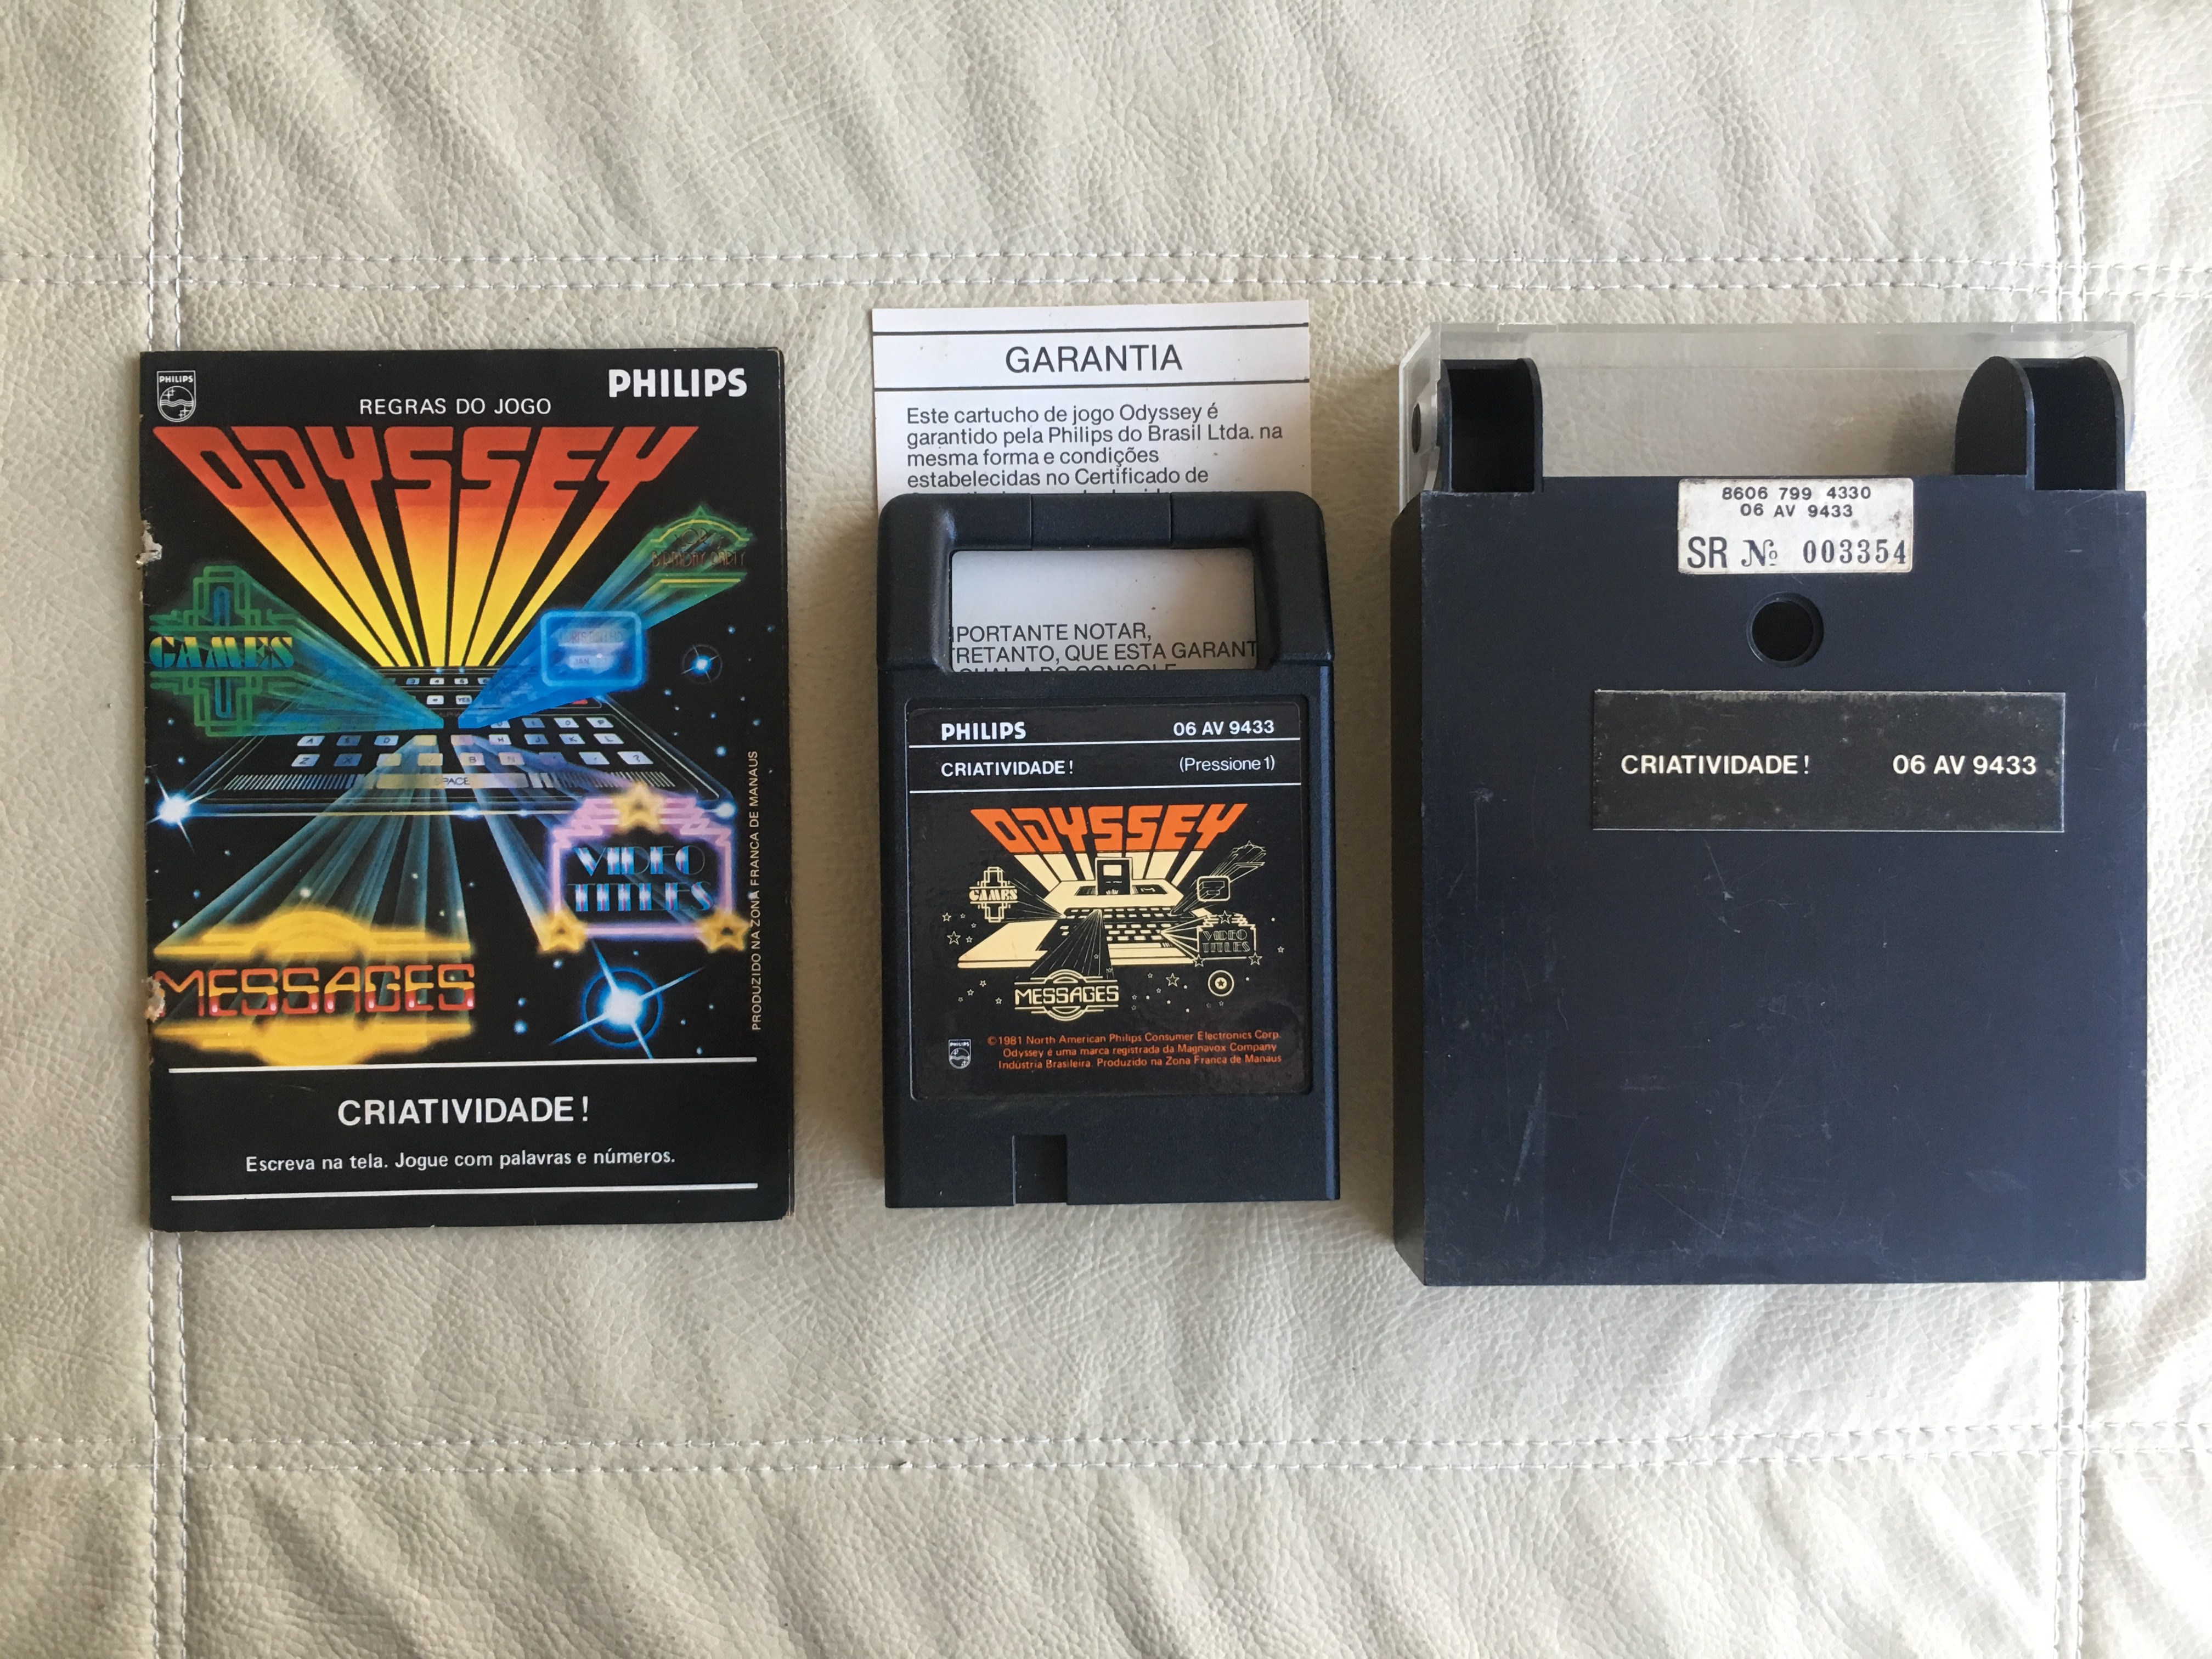 PHILIPS
PHILIPS
REGRAS DO JOGO
ODYSSEY
GAMES
SPACE
VIDEO
TITLES
MESSAGES
PRODUZIDO NA ZONA FRANCA DE MANAUS
CRIATIVIDADE!
Escreva na tela. Jogue com palavras e números.
GARANTIA
Este cartucho de jogo Odyssey é
garantido pela Philips do Brasil Ltda. na
mesma forma e condições
estabelecidas no Certificado de
PORTANTE NOTAR,
RETANTO, QUE ESTA GARANT
PHILIPS 06 AV 9433
CRIATIVIDADE! (Pressione 1)
ODYSSEY
GAMES
VIDEO
TITLES
MESSAGES
PHILIPS
©1981 North American Philips Consumer Electronics Corp.
Odyssey é uma marca registrada da Magnavox Company
Indústria Brasileira. Produzido na Zona Franca de Manaus
8606 799 4330
06 AV 9433
SR Nº 003354
CRIATIVIDADE! 06 AV 9433